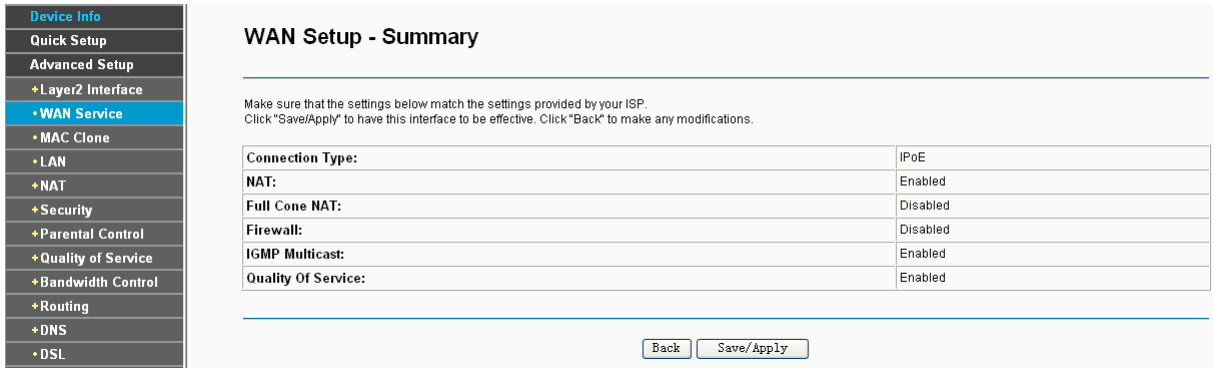 Device Info
Quick Setup
Advanced Setup
+Layer2 Interface
•WAN Service
•MAC Clone
•LAN
+NAT
+Security
+Parental Control
+Quality of Service
+Bandwidth Control
+Routing
+DNS
•DSL
WAN Setup - Summary
Make sure that the settings below match the settings provided by your ISP.
Click "Save/Apply" to have this interface to be effective. Click "Back" to make any modifications.
Connection Type: IPoE
NAT: Enabled
Full Cone NAT: Disabled
Firewall: Disabled
IGMP Multicast: Enabled
Quality Of Service: Enabled
Back Save/Apply